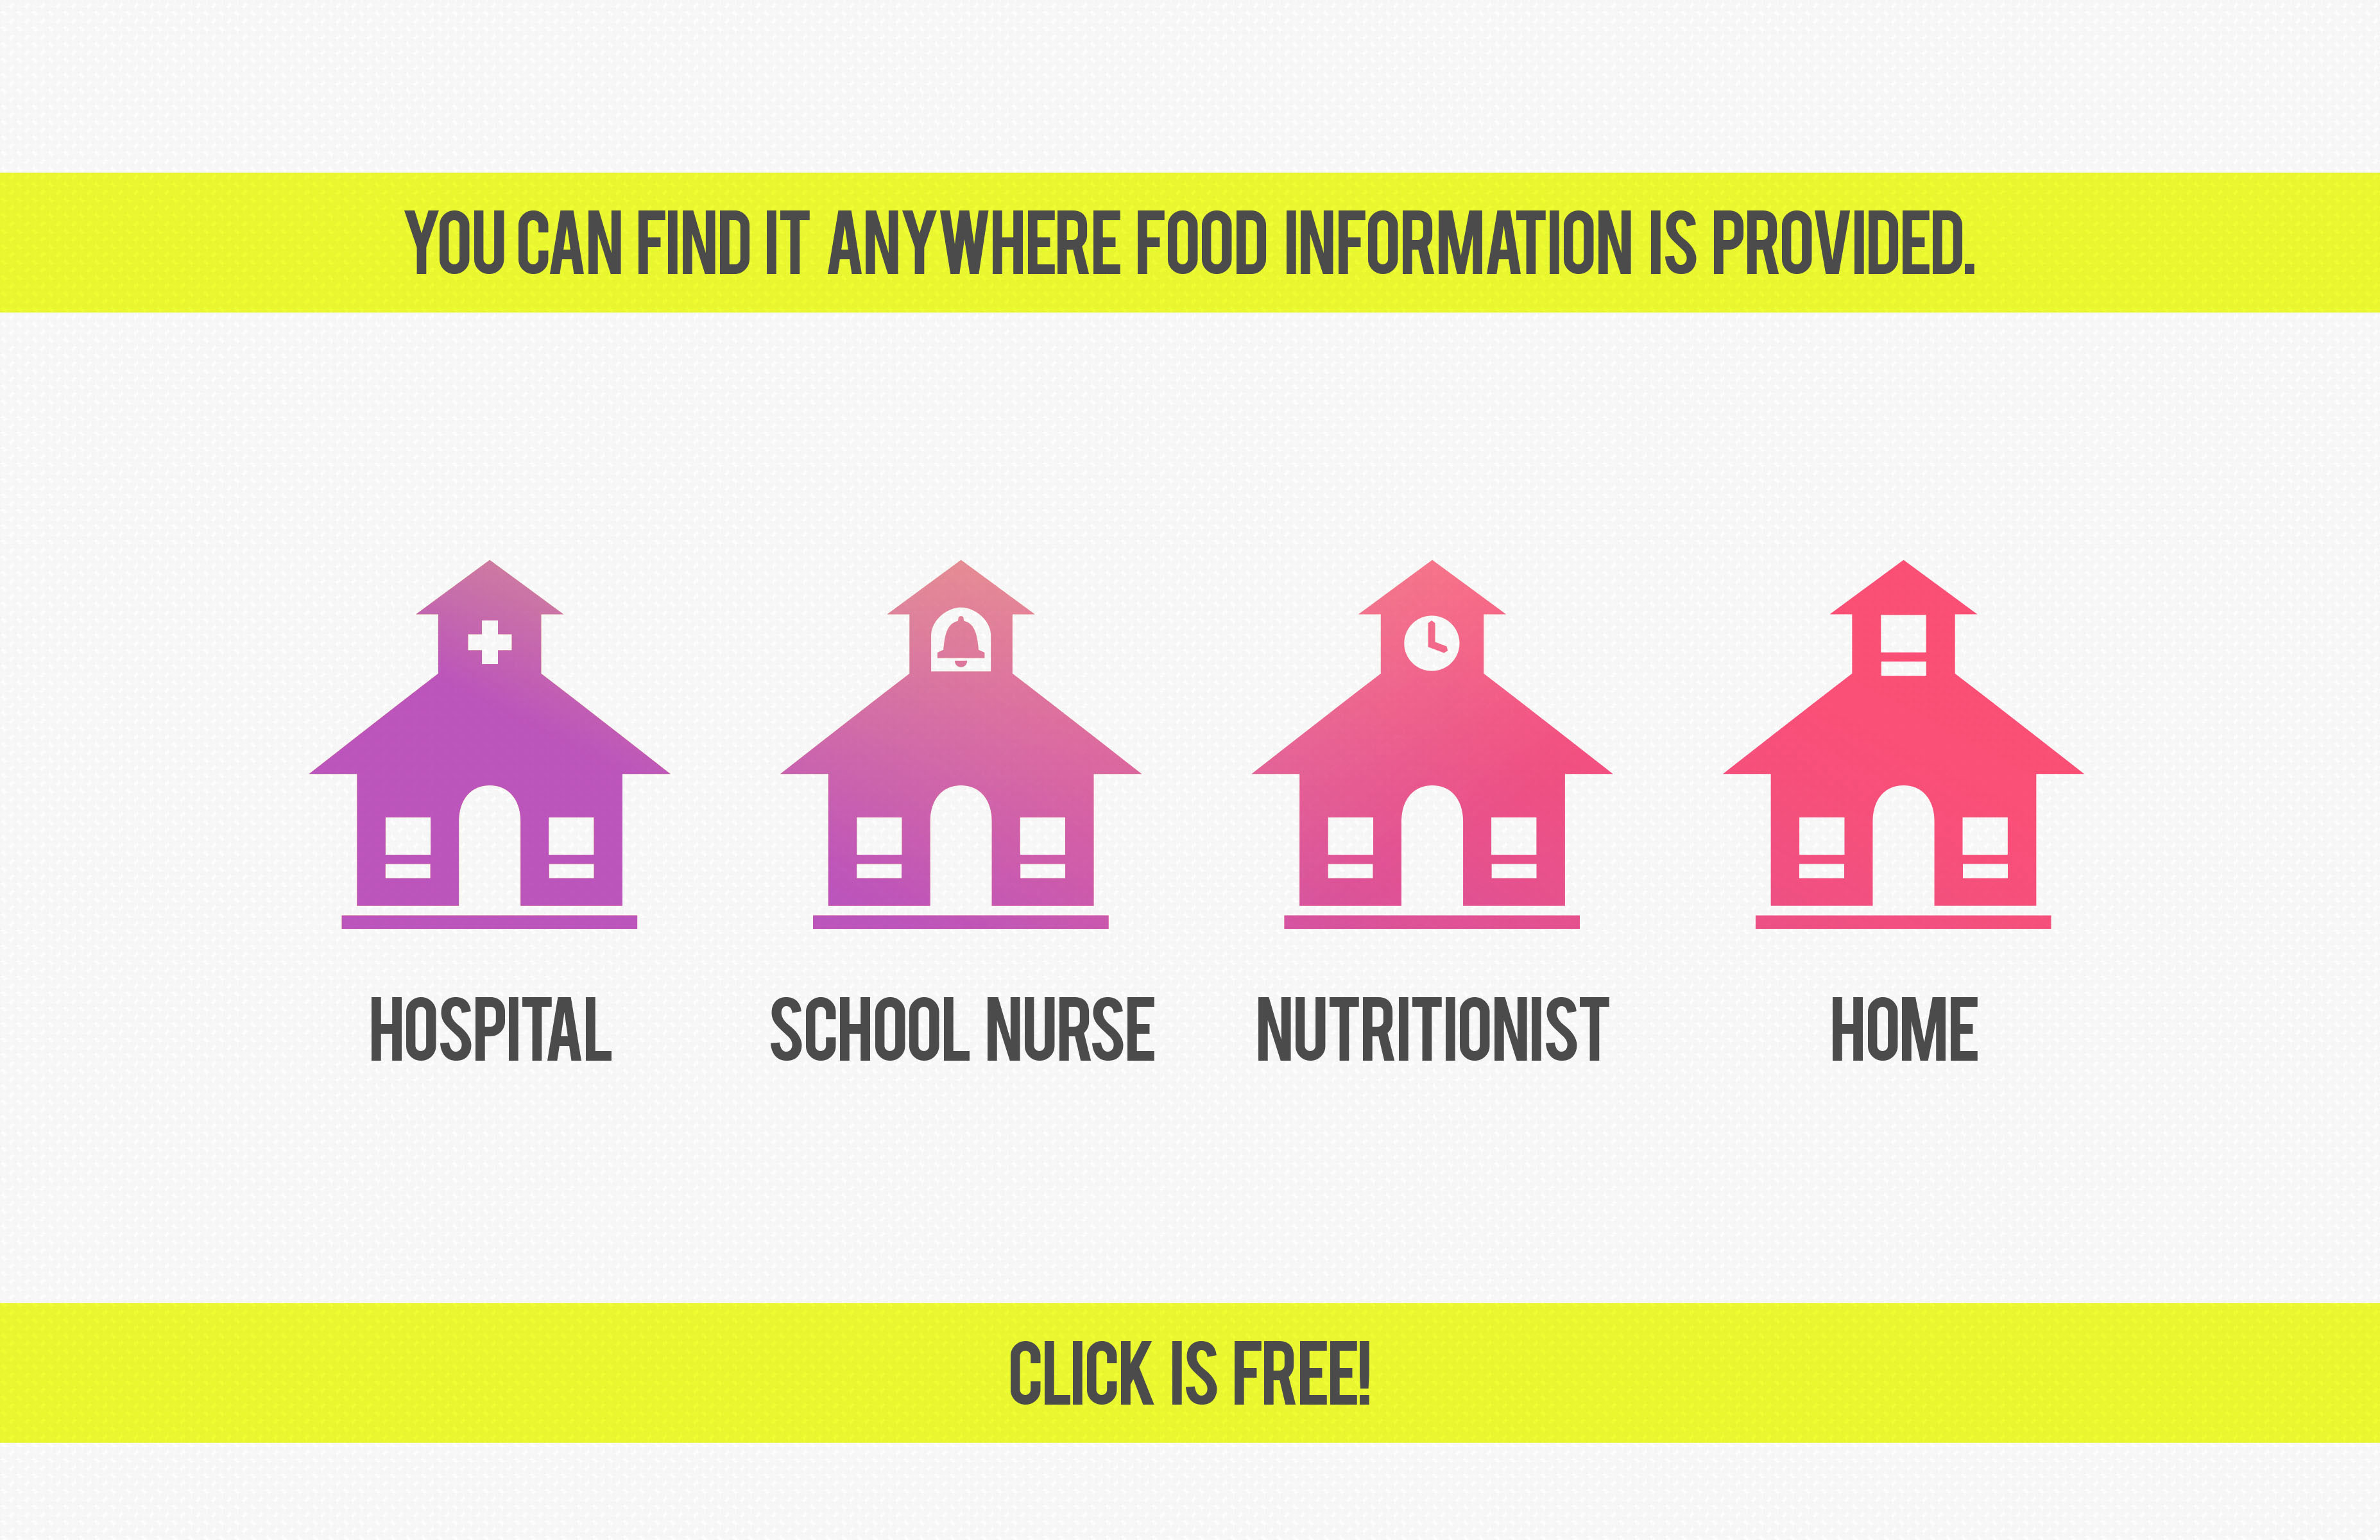 YOU CAN FIND IT ANYWHERE FOOD INFORMATION IS PROVIDED.
HOSPITAL
SCHOOL NURSE
NUTRITIONIST
HOME
CLICK IS FREE!